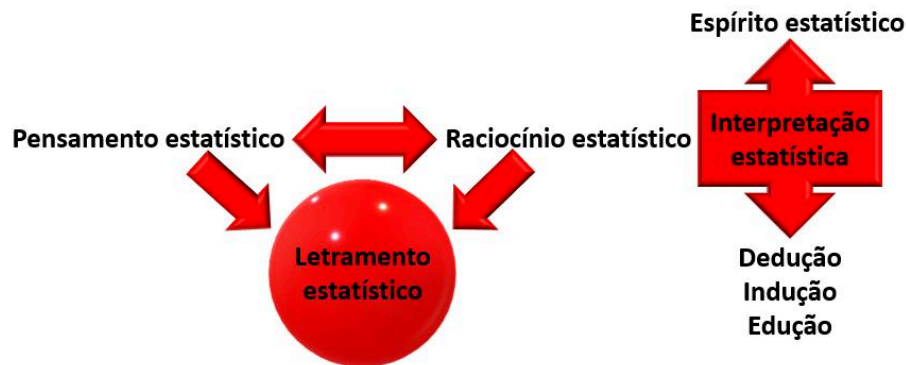 Espírito estatístico
Pensamento estatístico
Raciocínio estatístico
Interpretação
estatística
Letramento
estatístico
Dedução
Indução
Edução